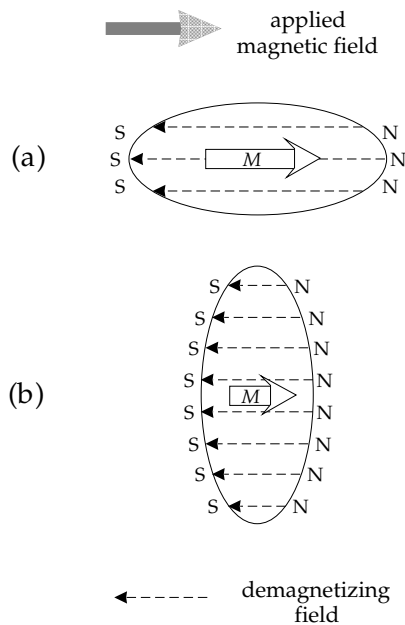 applied
magnetic field
S N
(a) S M N
S N
S N
S N
S N
S N
(b) M
S N
S N
S N
S N
demagnetizing
field